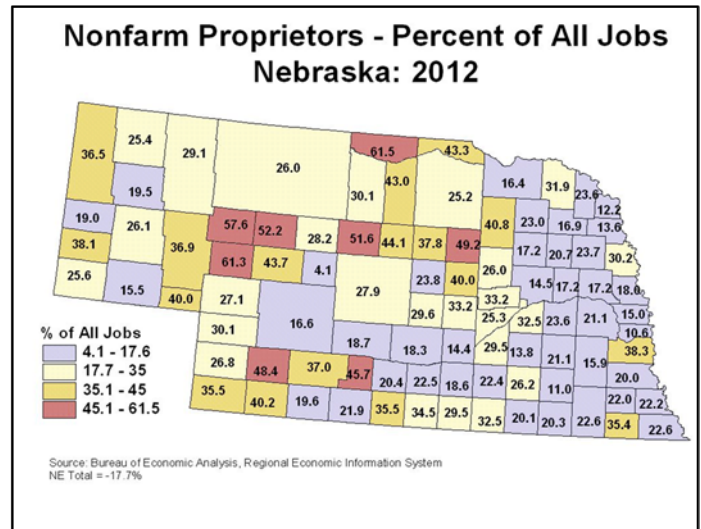 Nonfarm Proprietors - Percent of All Jobs
Nebraska: 2012
36.5 25.4 29.1 26.0 61.5 43.3
30.1 43.0 25.2 16.4 31.9 23.6
19.5 12.2
19.0 26.1 57.6 52.2 28.2 51.6 44.1 37.8 49.2 40.8 23.0 16.9 13.6
38.1 36.9 61.3 43.7 4.1 17.2 20.7 23.7 30.2
25.6 15.5 40.0 27.1 27.9 23.8 40.0 26.0 14.5 17.2 17.2 18.0
16.6 29.6 33.2 33.2 25.3 32.5 23.6 21.1 15.0
30.1 18.7 18.3 14.4 29.5 13.8 21.1 15.9 10.6
38.3
26.8 48.4 37.0 45.7 20.4 22.5 18.6 22.4 26.2 11.0 20.0
22.0 22.2
35.5 40.2 19.6 21.9 35.5 34.5 29.5 32.5 20.1 20.3 22.6 35.4 22.6
% of All Jobs
4.1 - 17.6
17.7 - 35
35.1 - 45
45.1 - 61.5
Source: Bureau of Economic Analysis, Regional Economic Information System
NE Total = -17.7%